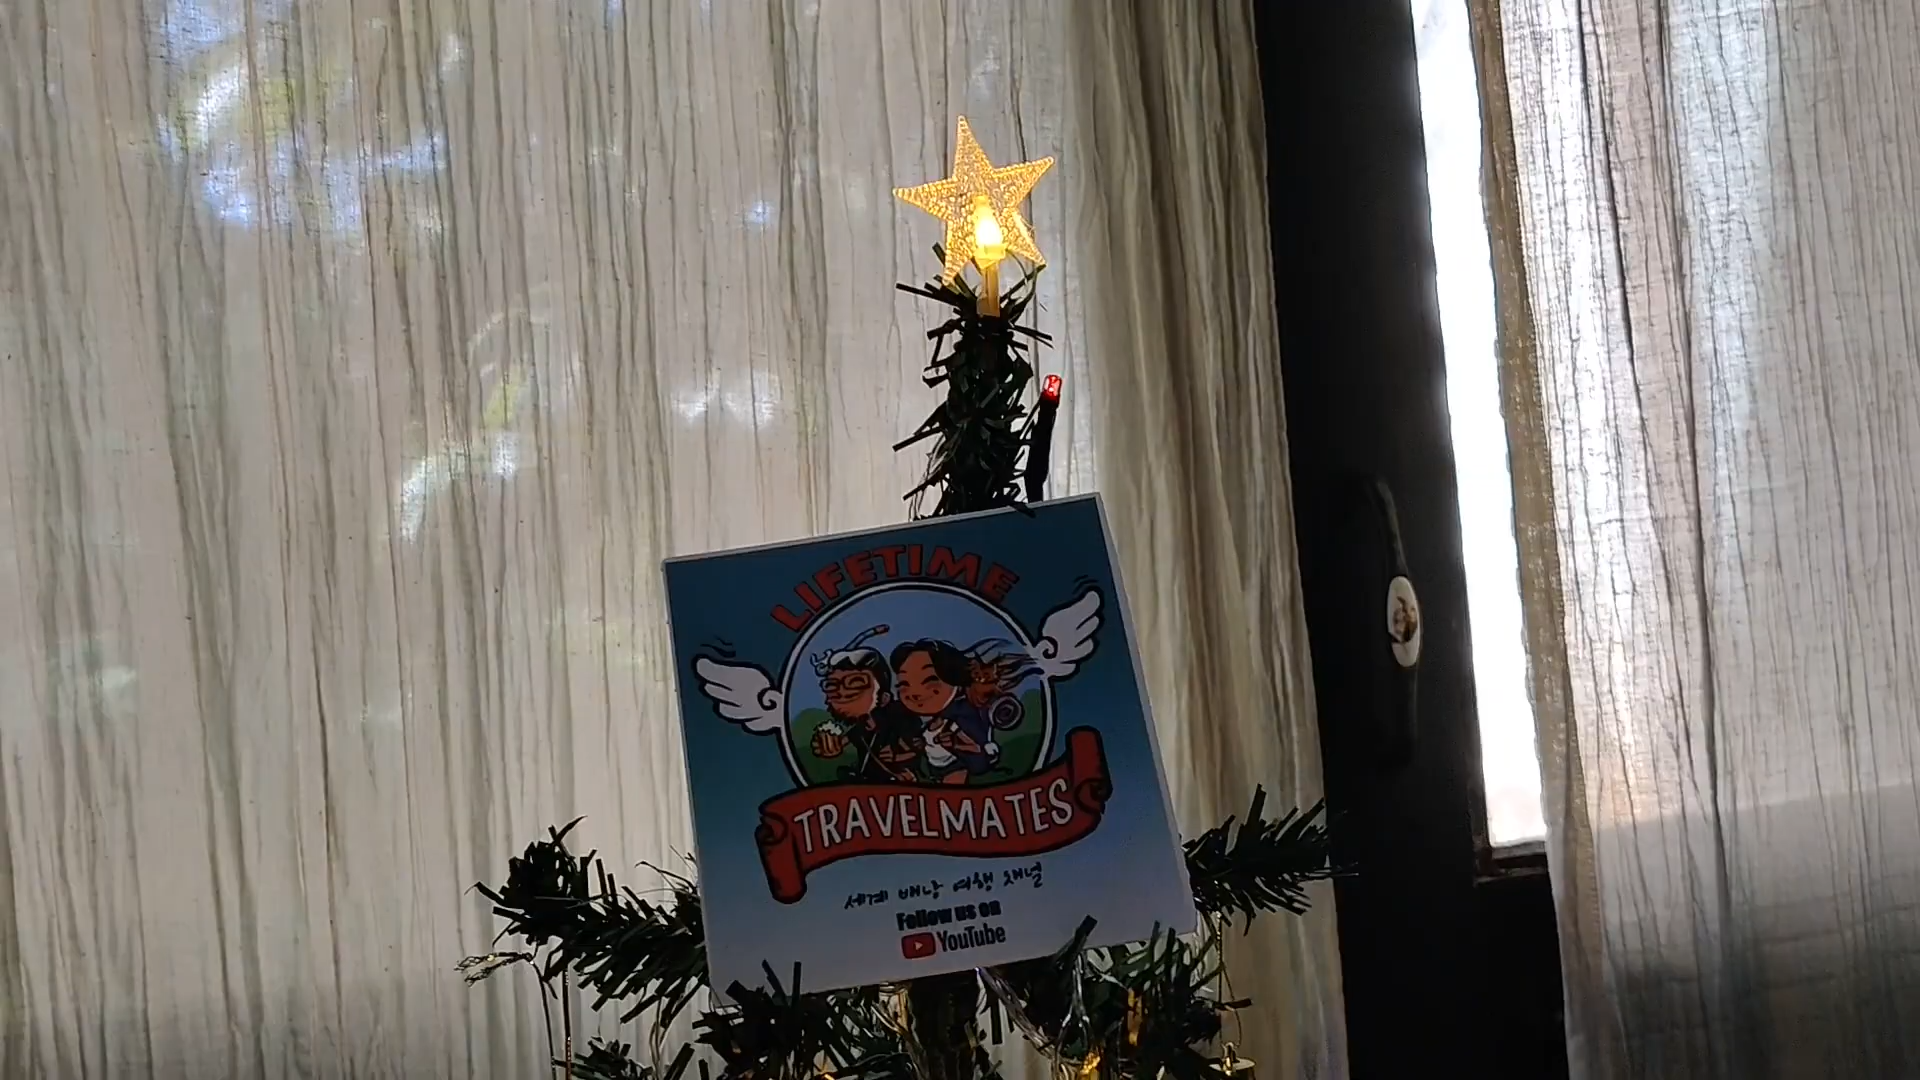 LIFETIME
TRAVELMATES
세계 배낭 여행 채널
Follow us on
YouTube